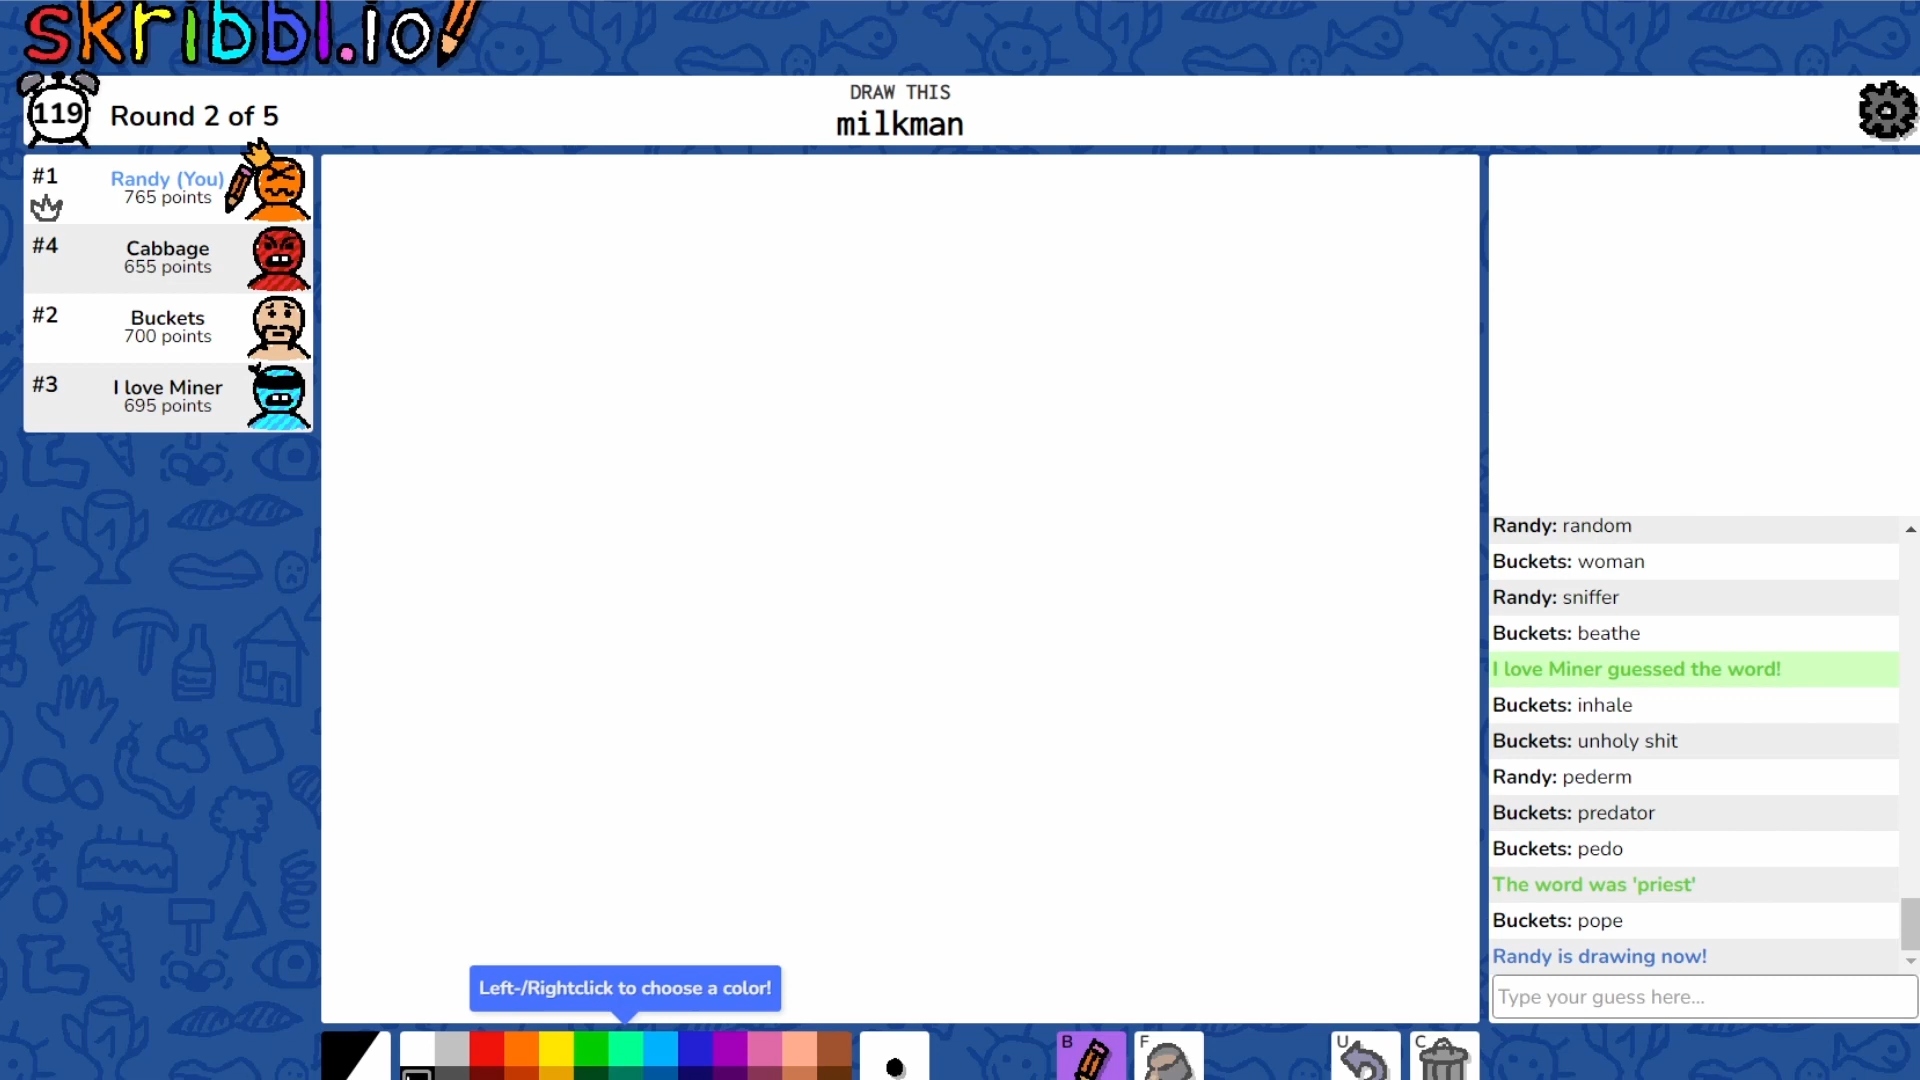 skribbl.io
119
Round 2 of 5
DRAW THIS
milkman
#1
Randy (You)
765 points
#4
Cabbage
655 points
#2
Buckets
700 points
#3
I love Miner
695 points
Randy: random
Buckets: woman
Randy: sniffer
Buckets: beathe
I love Miner guessed the word!
Buckets: inhale
Buckets: unholy shit
Randy: pederm
Buckets: predator
Buckets: pedo
The word was 'priest'
Buckets: pope
Randy is drawing now!
Type your guess here...
Left-/Rightclick to choose a color!
B
F
U
C